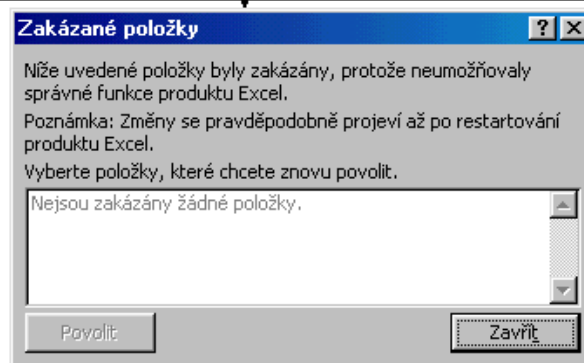 Zakázané položky
Níže uvedené položky byly zakázány, protože neumožňovaly
správné funkce produktu Excel.
Poznámka: Změny se pravděpodobně projeví až po restartování
produktu Excel.
Vyberte položky, které chcete znovu povolit.
Nejsou zakázány žádné položky.
Povolit
Zavřít